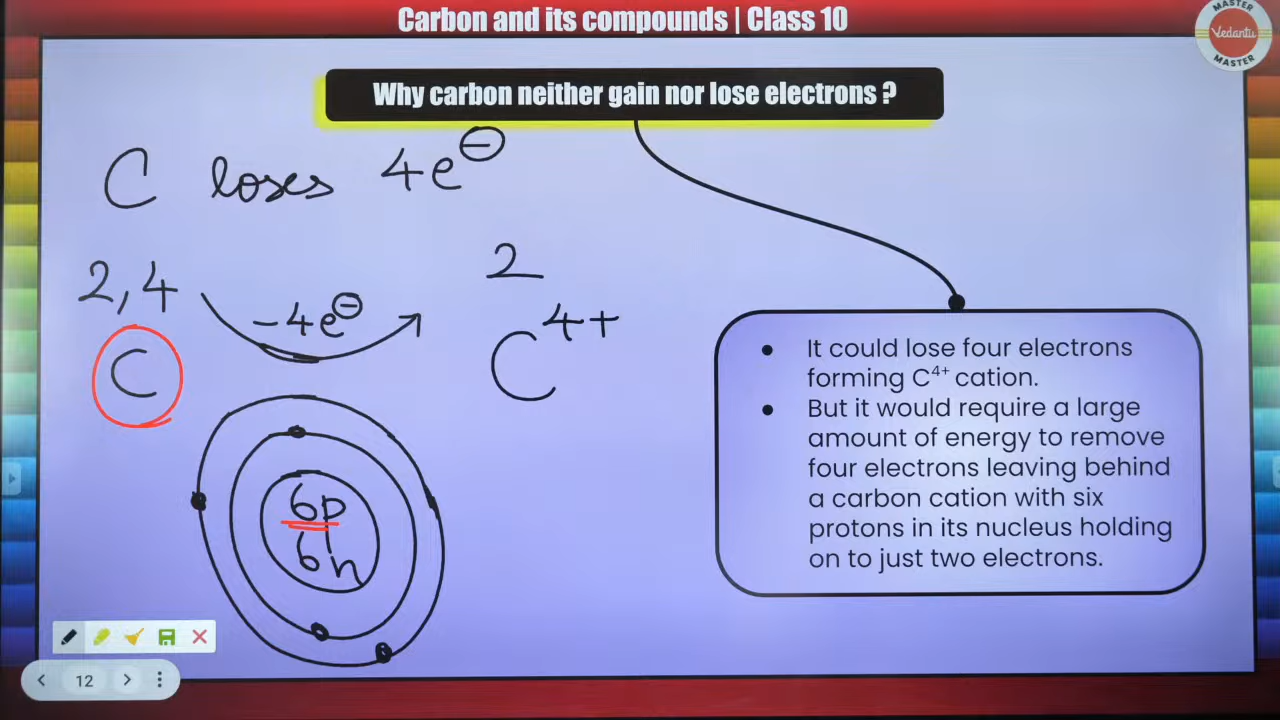 Carbon and its compounds | Class 10
MASTER
Vedantu
MASTER
Why carbon neither gain nor lose electrons ?
C loses 4e⊖
2,4
-4e⊖
2
C
C⁴⁺
6p
6n
• It could lose four electrons
forming C⁴⁺ cation.
• But it would require a large
amount of energy to remove
four electrons leaving behind
a carbon cation with six
protons in its nucleus holding
on to just two electrons.
12